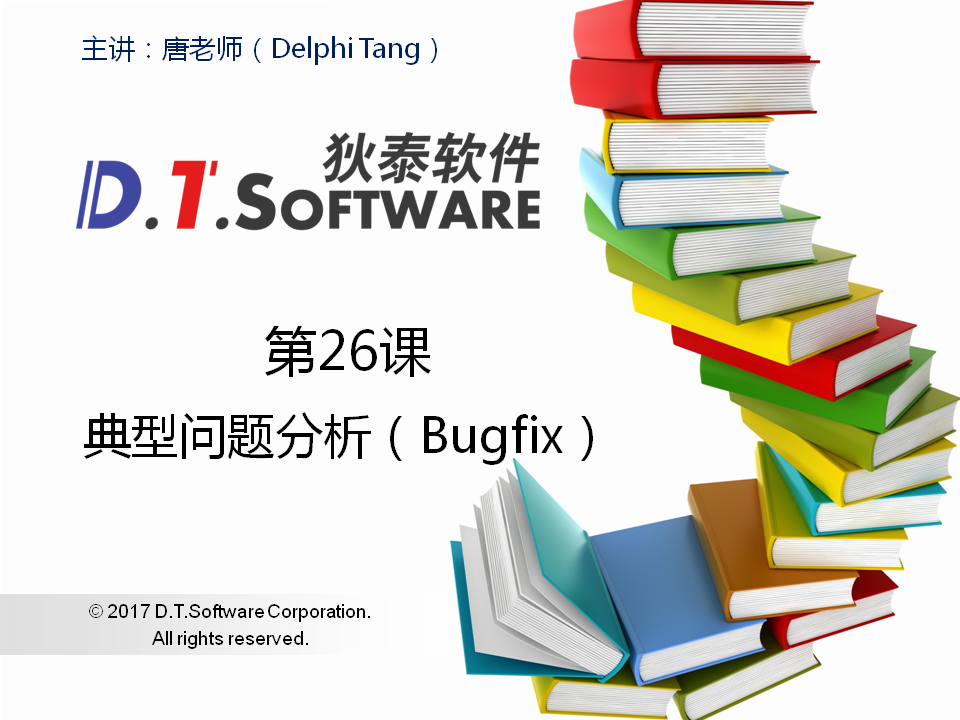 主讲：唐老师（Delphi Tang）
狄泰软件
D.T.SOFTWARE
第26课
典型问题分析（Bugfix）
© 2017 D.T.Software Corporation.
All rights reserved.